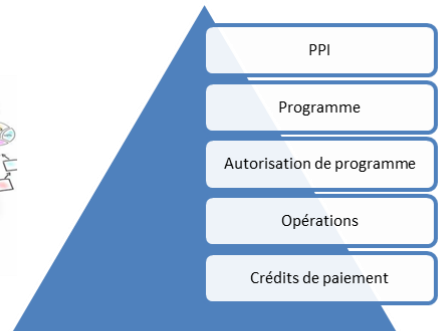 PPI
Programme
Autorisation de programme
Opérations
Crédits de paiement